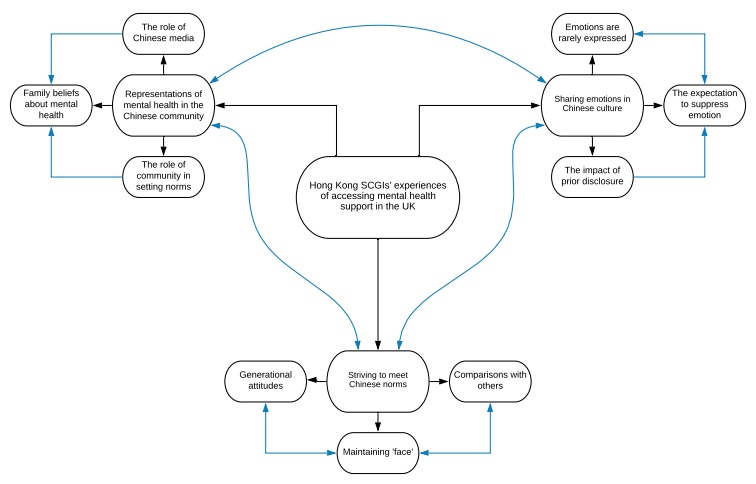 The role of
Chinese media
Family beliefs
about mental
health
Representations of
mental health in the
Chinese community
The role of
community in
setting norms
Emotions are
rarely expressed
Sharing emotions in
Chinese culture
The expectation
to suppress
emotion
The impact of
prior disclosure
Hong Kong SCGIs' experiences
of accessing mental health
support in the UK
Generational
attitudes
Striving to meet
Chinese norms
Comparisons with
others
Maintaining 'face'